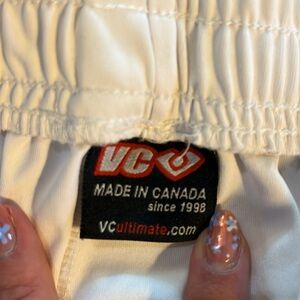 VC
MADE IN CANADA
since 1998
VCultimate.com